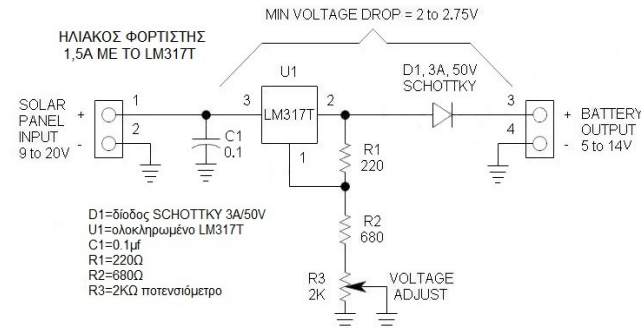 MIN VOLTAGE DROP = 2 to 2.75V
ΗΛΙΑΚΟΣ ΦΟΡΤΙΣΤΗΣ
1,5Α ΜΕ ΤΟ LM317T
U1
D1, 3A, 50V
SCHOTTKY
SOLAR
PANEL
INPUT
9 to 20V
+
-
1
2
3
LM317T
2
1
C1
0.1
R1
220
R2
680
R3
2K
VOLTAGE
ADJUST
3
4
+
-
BATTERY
OUTPUT
5 to 14V
D1=δίοδος SCHOTTKY 3A/50V
U1=ολοκληρωμένο LM317T
C1=0.1μf
R1=220Ω
R2=680Ω
R3=2KΩ ποτενσιόμετρο